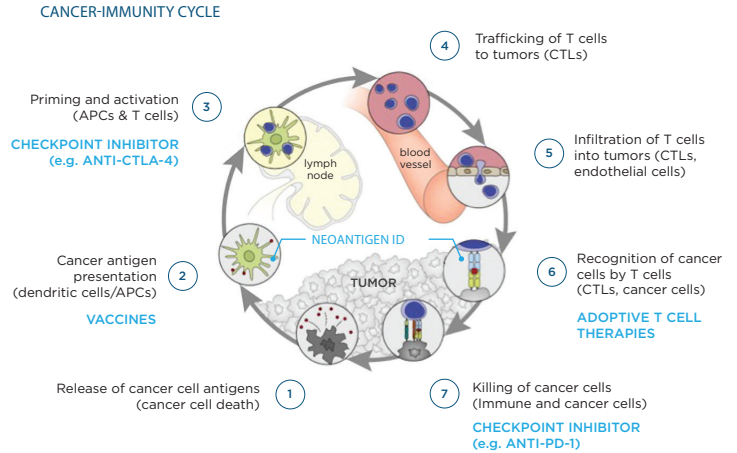 CANCER-IMMUNITY CYCLE
4
Trafficking of T cells
to tumors (CTLs)
Priming and activation
(APCs & T cells)
3
CHECKPOINT INHIBITOR
(e.g. ANTI-CTLA-4)
lymph
node
blood
vessel
5
Infiltration of T cells
into tumors (CTLs,
endothelial cells)
NEOANTIGEN ID
Cancer antigen
presentation
(dendritic cells/APCs)
2
VACCINES
TUMOR
6
Recognition of cancer
cells by T cells
(CTLs, cancer cells)
ADOPTIVE T CELL
THERAPIES
Release of cancer cell antigens
(cancer cell death)
1
7
Killing of cancer cells
(Immune and cancer cells)
CHECKPOINT INHIBITOR
(e.g. ANTI-PD-1)